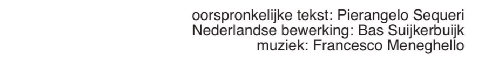 oorspronkelijke tekst: Pierangelo Sequeri
Nederlandse bewerking: Bas Suijkerbuijk
muziek: Francesco Meneghello